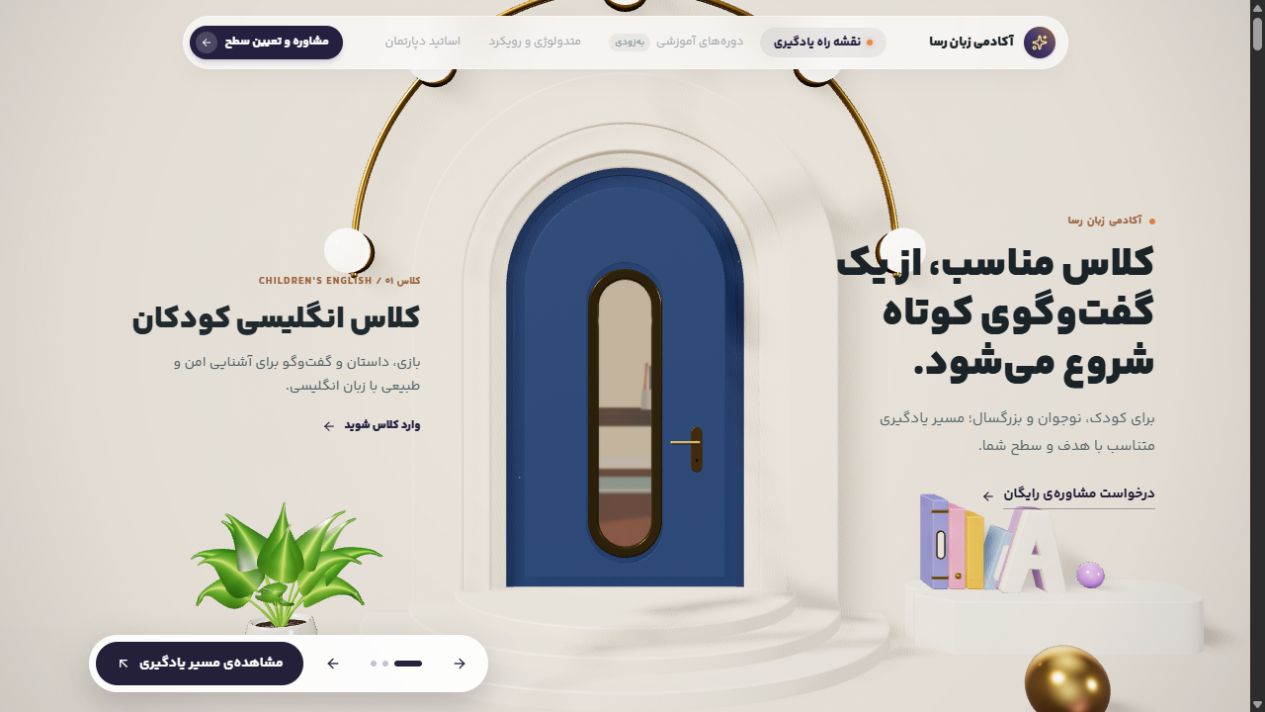 آکادمی زبان رسا
نقشه راه یادگیری
دوره‌های آموزشی به‌زودی
متدولوژی و رویکرد
اساتید دپارتمان
مشاوره و تعیین سطح
آکادمی زبان رسا
کلاس مناسب، از یک
گفت‌وگوی کوتاه
شروع می‌شود.
برای کودک، نوجوان و بزرگسال؛ مسیر یادگیری
متناسب با هدف و سطح شما.
درخواست مشاوره‌ی رایگان
کلاس ۰۱ / CHILDREN'S ENGLISH
کلاس انگلیسی کودکان
بازی، داستان و گفت‌وگو برای آشنایی امن و
طبیعی با زبان انگلیسی.
وارد کلاس شوید
A
مشاهده‌ی مسیر یادگیری